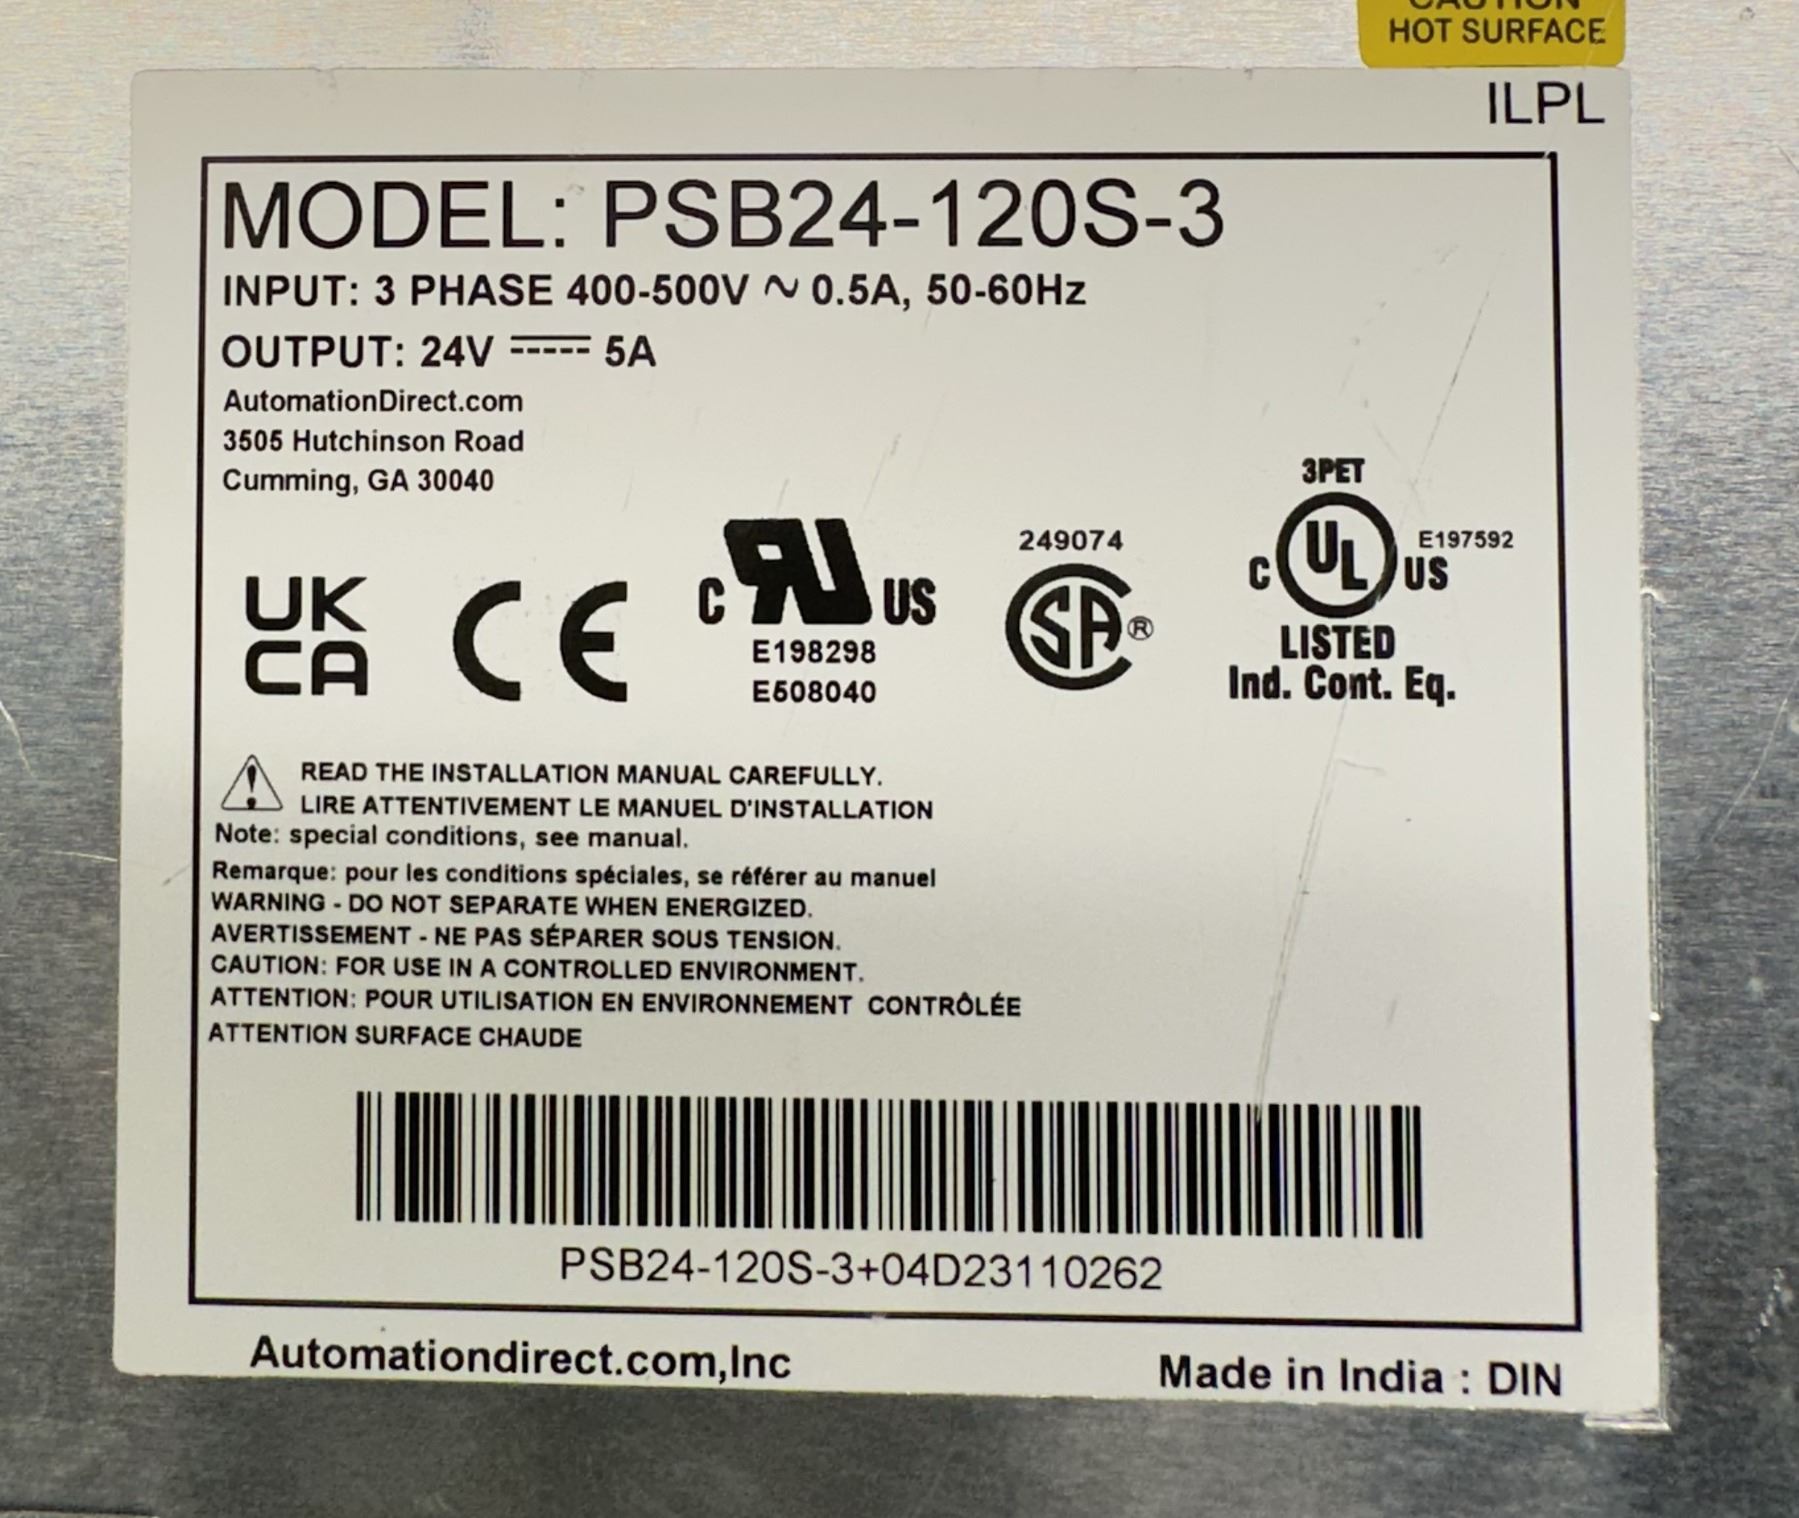 CAUTION
HOT SURFACE
ILPL
MODEL: PSB24-120S-3
INPUT: 3 PHASE 400-500V ~ 0.5A, 50-60Hz
OUTPUT: 24V ⎓ 5A
AutomationDirect.com
3505 Hutchinson Road
Cumming, GA 30040
UK
CA
CE
C RU US
E198298
E508040
249074
SA®
3PET
C UL US E197592
LISTED
Ind. Cont. Eq.
READ THE INSTALLATION MANUAL CAREFULLY.
LIRE ATTENTIVEMENT LE MANUEL D'INSTALLATION
Note: special conditions, see manual.
Remarque: pour les conditions spéciales, se référer au manuel
WARNING - DO NOT SEPARATE WHEN ENERGIZED.
AVERTISSEMENT - NE PAS SÉPARER SOUS TENSION.
CAUTION: FOR USE IN A CONTROLLED ENVIRONMENT.
ATTENTION: POUR UTILISATION EN ENVIRONNEMENT CONTRÔLÉE
ATTENTION SURFACE CHAUDE
PSB24-120S-3+04D23110262
Automationdirect.com,Inc
Made in India : DIN